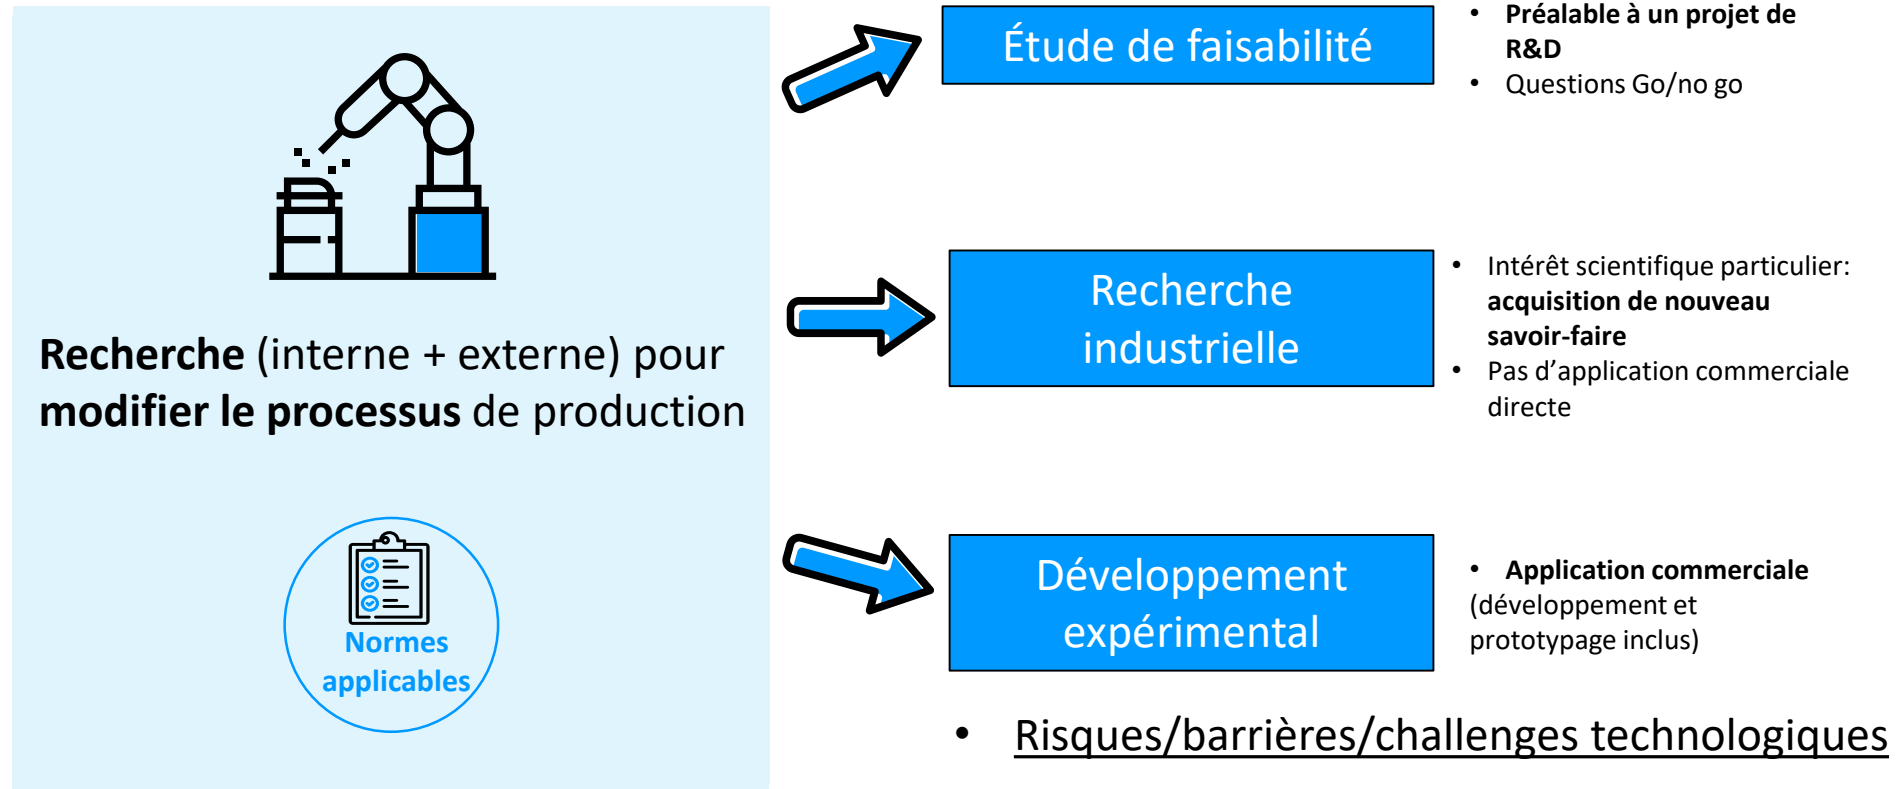 Recherche (interne + externe) pour
modifier le processus de production
Normes
applicables
Étude de faisabilité
• Préalable à un projet de
R&D
• Questions Go/no go
Recherche
industrielle
• Intérêt scientifique particulier:
acquisition de nouveau
savoir-faire
• Pas d’application commerciale
directe
Développement
expérimental
• Application commerciale
(développement et
prototypage inclus)
• Risques/barrières/challenges technologiques